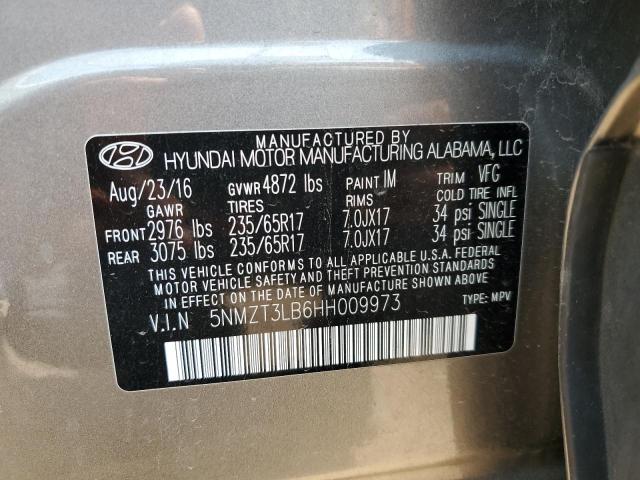 MANUFACTURED BY
HYUNDAI MOTOR MANUFACTURING ALABAMA, LLC
Aug/23/16 GVWR 4872 lbs PAINT 1M TRIM VFG
GAWR TIRES RIMS COLD TIRE INFL
FRONT 2976 lbs 235/65R17 7.0JX17 34 psi SINGLE
REAR 3075 lbs 235/65R17 7.0JX17 34 psi SINGLE
THIS VEHICLE CONFORMS TO ALL APPLICABLE U.S.A. FEDERAL
MOTOR VEHICLE SAFETY AND THEFT PREVENTION STANDARDS
IN EFFECT ON THE DATE OF MANUFACTURE SHOWN ABOVE.
V.I.N 5NMZT3LB6HH009973 TYPE: MPV